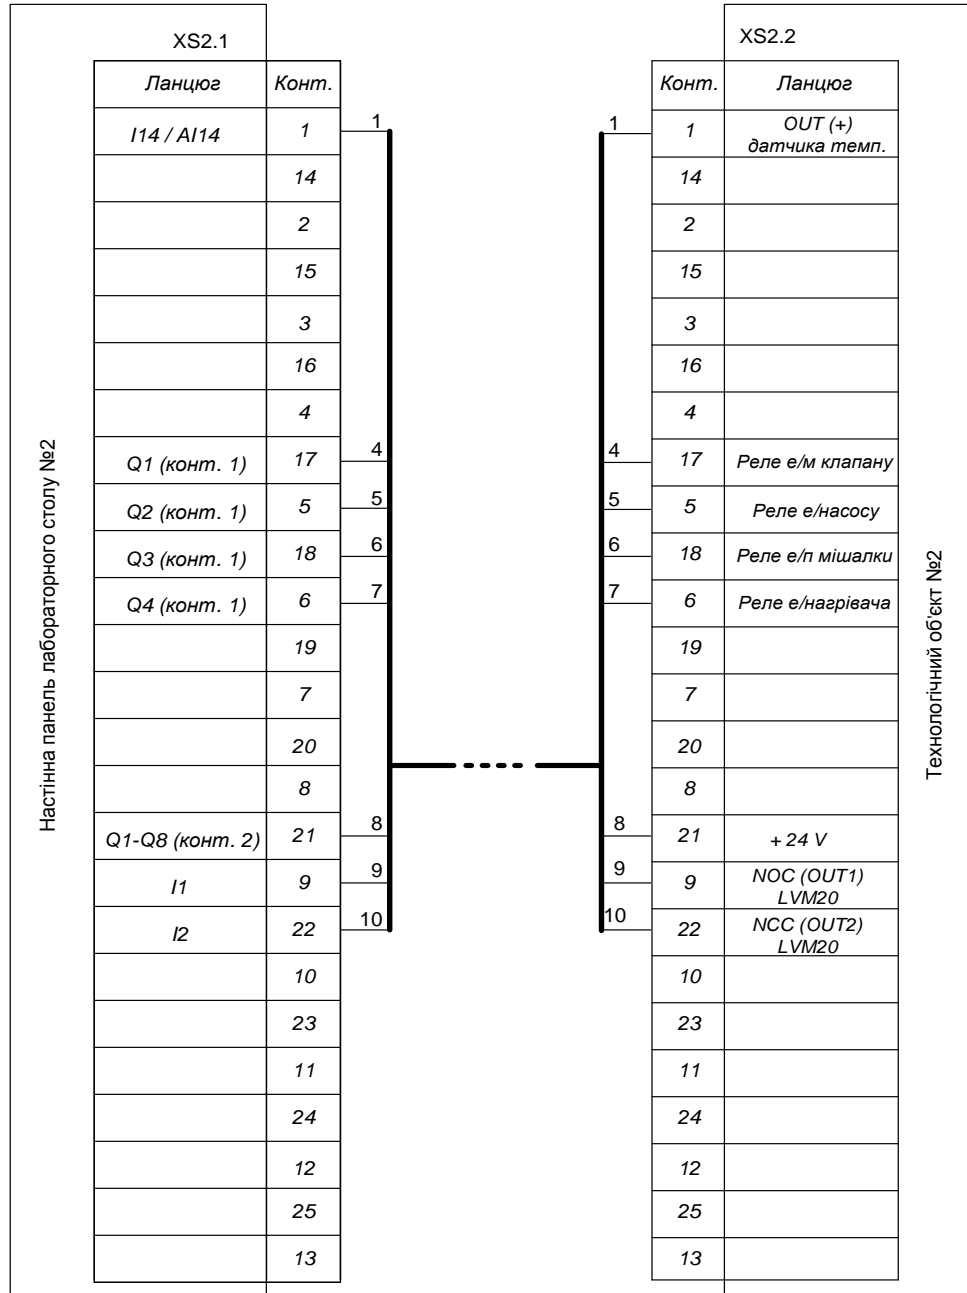 XS2.1
Ланцюг Конт.
I14 / AI14 1 1
14
2
15
3
16
4
Q1 (конт. 1) 17 4
Q2 (конт. 1) 5 5
Q3 (конт. 1) 18 6
Q4 (конт. 1) 6 7
19
7
20
8
Q1-Q8 (конт. 2) 21 8
I1 9 9
I2 22 10
10
23
11
24
12
25
13
Настінна панель лабораторного столу №2
XS2.2
Конт. Ланцюг
1 1 OUT (+)
датчика темп.
14
2
15
3
16
4
4 17 Реле е/м клапану
5 5 Реле е/насосу
6 18 Реле е/п мішалки
7 6 Реле е/нагрівача
19
7
20
8
8 21 + 24 V
9 9 NOC (OUT1)
LVM20
10 22 NCC (OUT2)
LVM20
10
23
11
24
12
25
13
Технологічний об'єкт №2